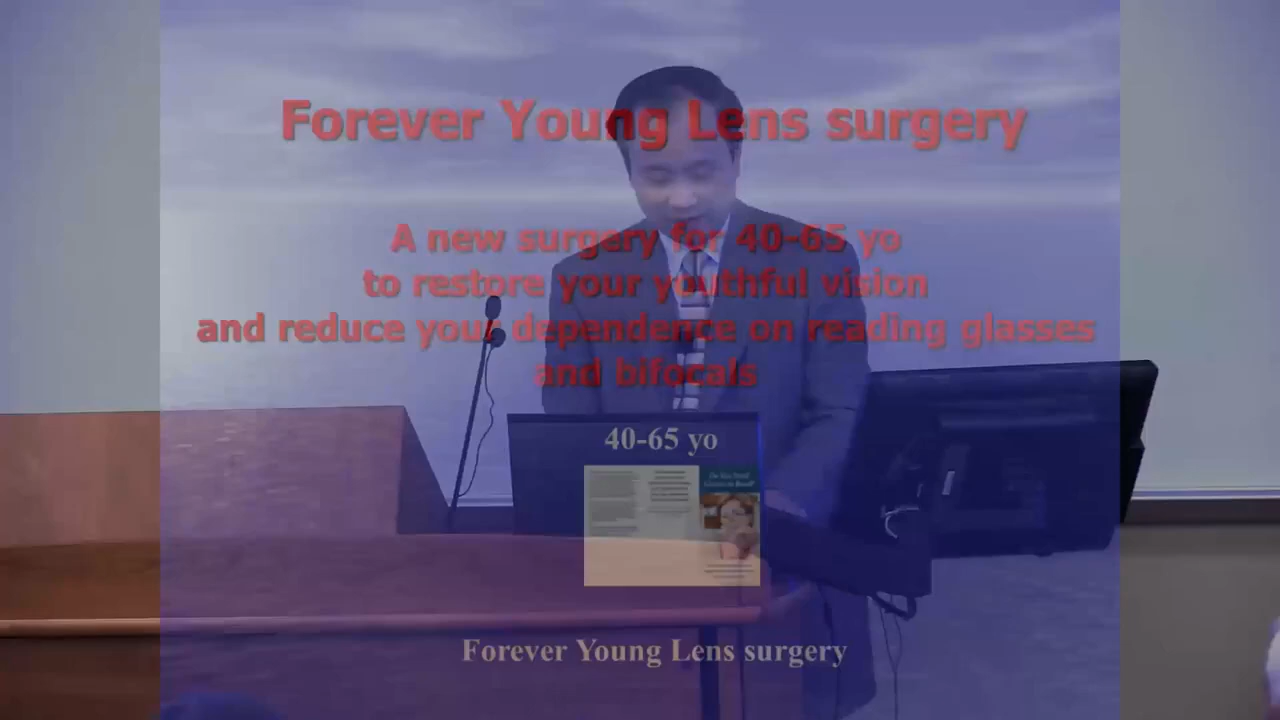 Forever Young Lens surgery
A new surgery for 40-65 yo
to restore your youthful vision
and reduce your dependence on reading glasses
and bifocals
40-65 yo
Forever Young Lens surgery